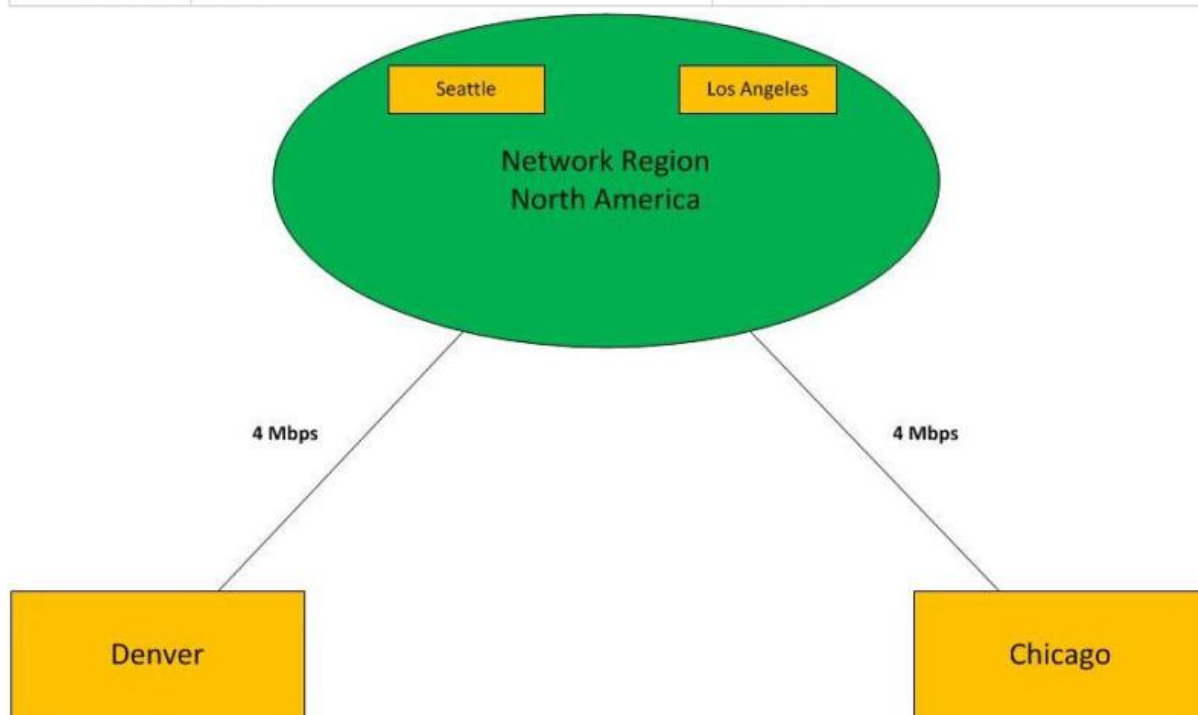 Seattle
Los Angeles
Network Region
North America
4 Mbps
4 Mbps
Denver
Chicago